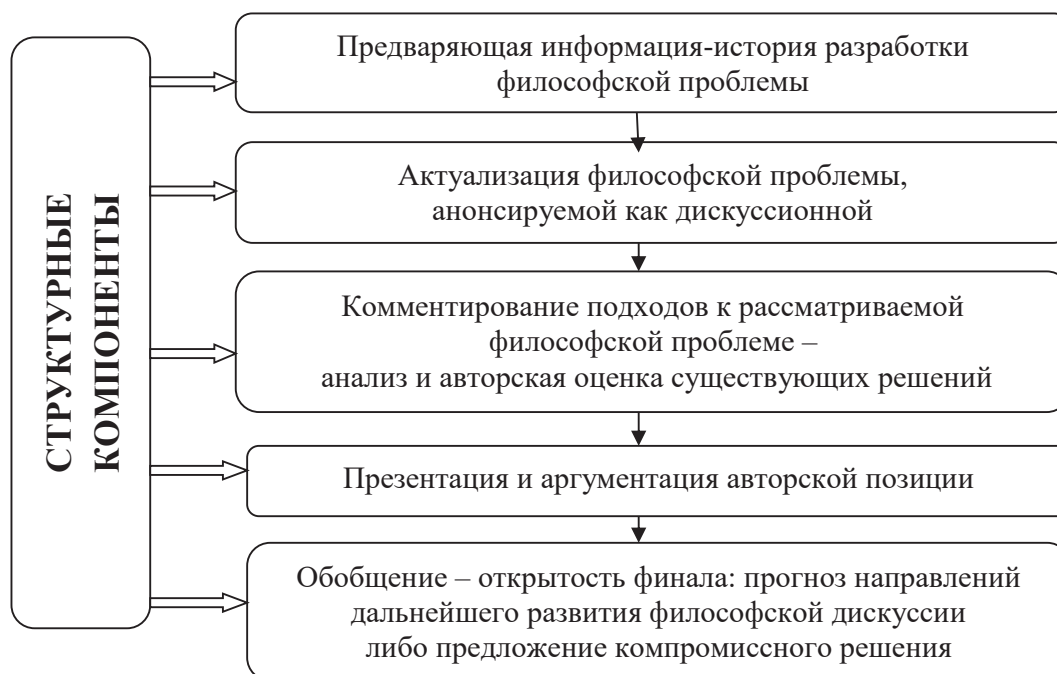 СТРУКТУРНЫЕ
КОМПОНЕНТЫ
Предваряющая информация-история разработки
философской проблемы
Актуализация философской проблемы,
анонсируемой как дискуссионной
Комментирование подходов к рассматриваемой
философской проблеме –
анализ и авторская оценка существующих решений
Презентация и аргументация авторской позиции
Обобщение – открытость финала: прогноз направлений
дальнейшего развития философской дискуссии
либо предложение компромиссного решения